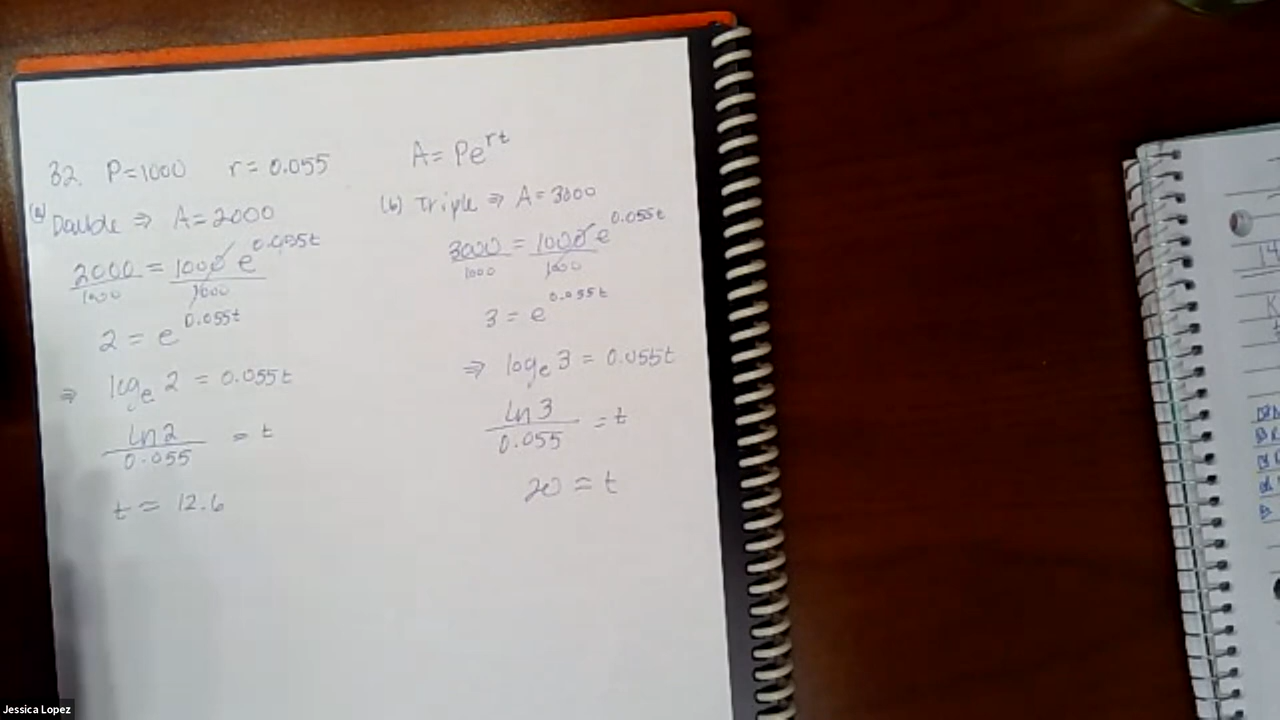 32. P=1000 r=0.055 A=Pe^rt
(a) Double ⇒ A=2000
2000/1000 = 1000e^0.055t/1000
2 = e^0.055t
⇒ log_e 2 = 0.055t
ln2/0.055 = t
t = 12.6
(b) Triple ⇒ A=3000
3000/1000 = 1000e^0.055t/1000
3 = e^0.055t
⇒ log_e 3 = 0.055t
ln3/0.055 = t
20 = t
14
K
Jessica Lopez